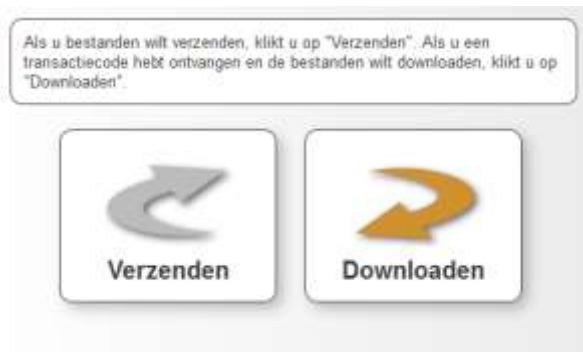 Als u bestanden wilt verzenden, klikt u op "Verzenden". Als u een
transactiecode hebt ontvangen en de bestanden wilt downloaden, klikt u op
"Downloaden".
Verzenden
Downloaden